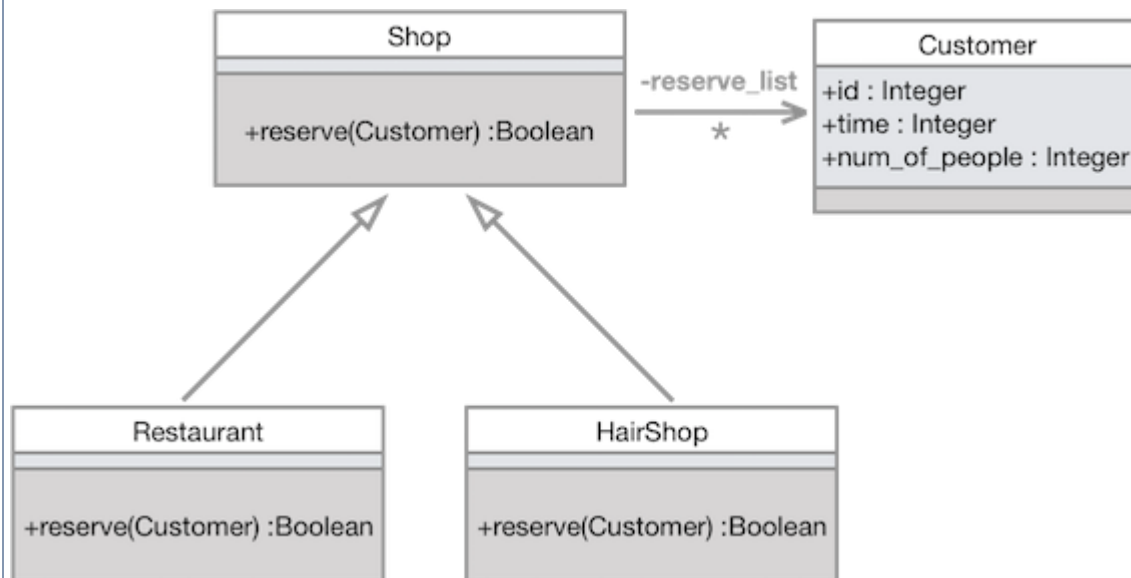 Shop
+reserve(Customer) :Boolean
-reserve_list
*
Customer
+id : Integer
+time : Integer
+num_of_people : Integer
Restaurant
+reserve(Customer) :Boolean
HairShop
+reserve(Customer) :Boolean